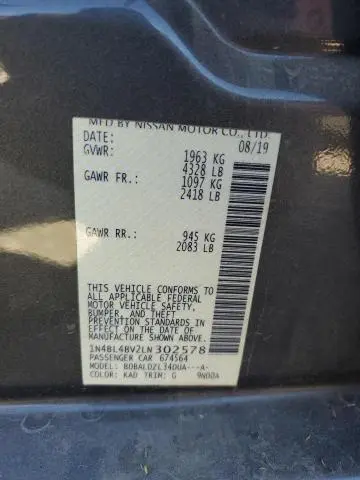 MFD BY NISSAN MOTOR CO., LTD.
DATE: 08/19
GVWR: 1963 KG
4328 LB
GAWR FR.: 1097 KG
2418 LB
GAWR RR.: 945 KG
2083 LB
THIS VEHICLE CONFORMS TO
ALL APPLICABLE FEDERAL
MOTOR VEHICLE SAFETY,
BUMPER, AND THEFT
PREVENTION STANDARDS IN
EFFECT ON THE DATE OF
MANUFACTURE SHOWN ABOVE.
1N4BL4BV2LN302578
PASSENGER CAR 674564
MODEL: BDBALDZL34DUA---A-
COLOR: KAD TRIM: G 9N00A